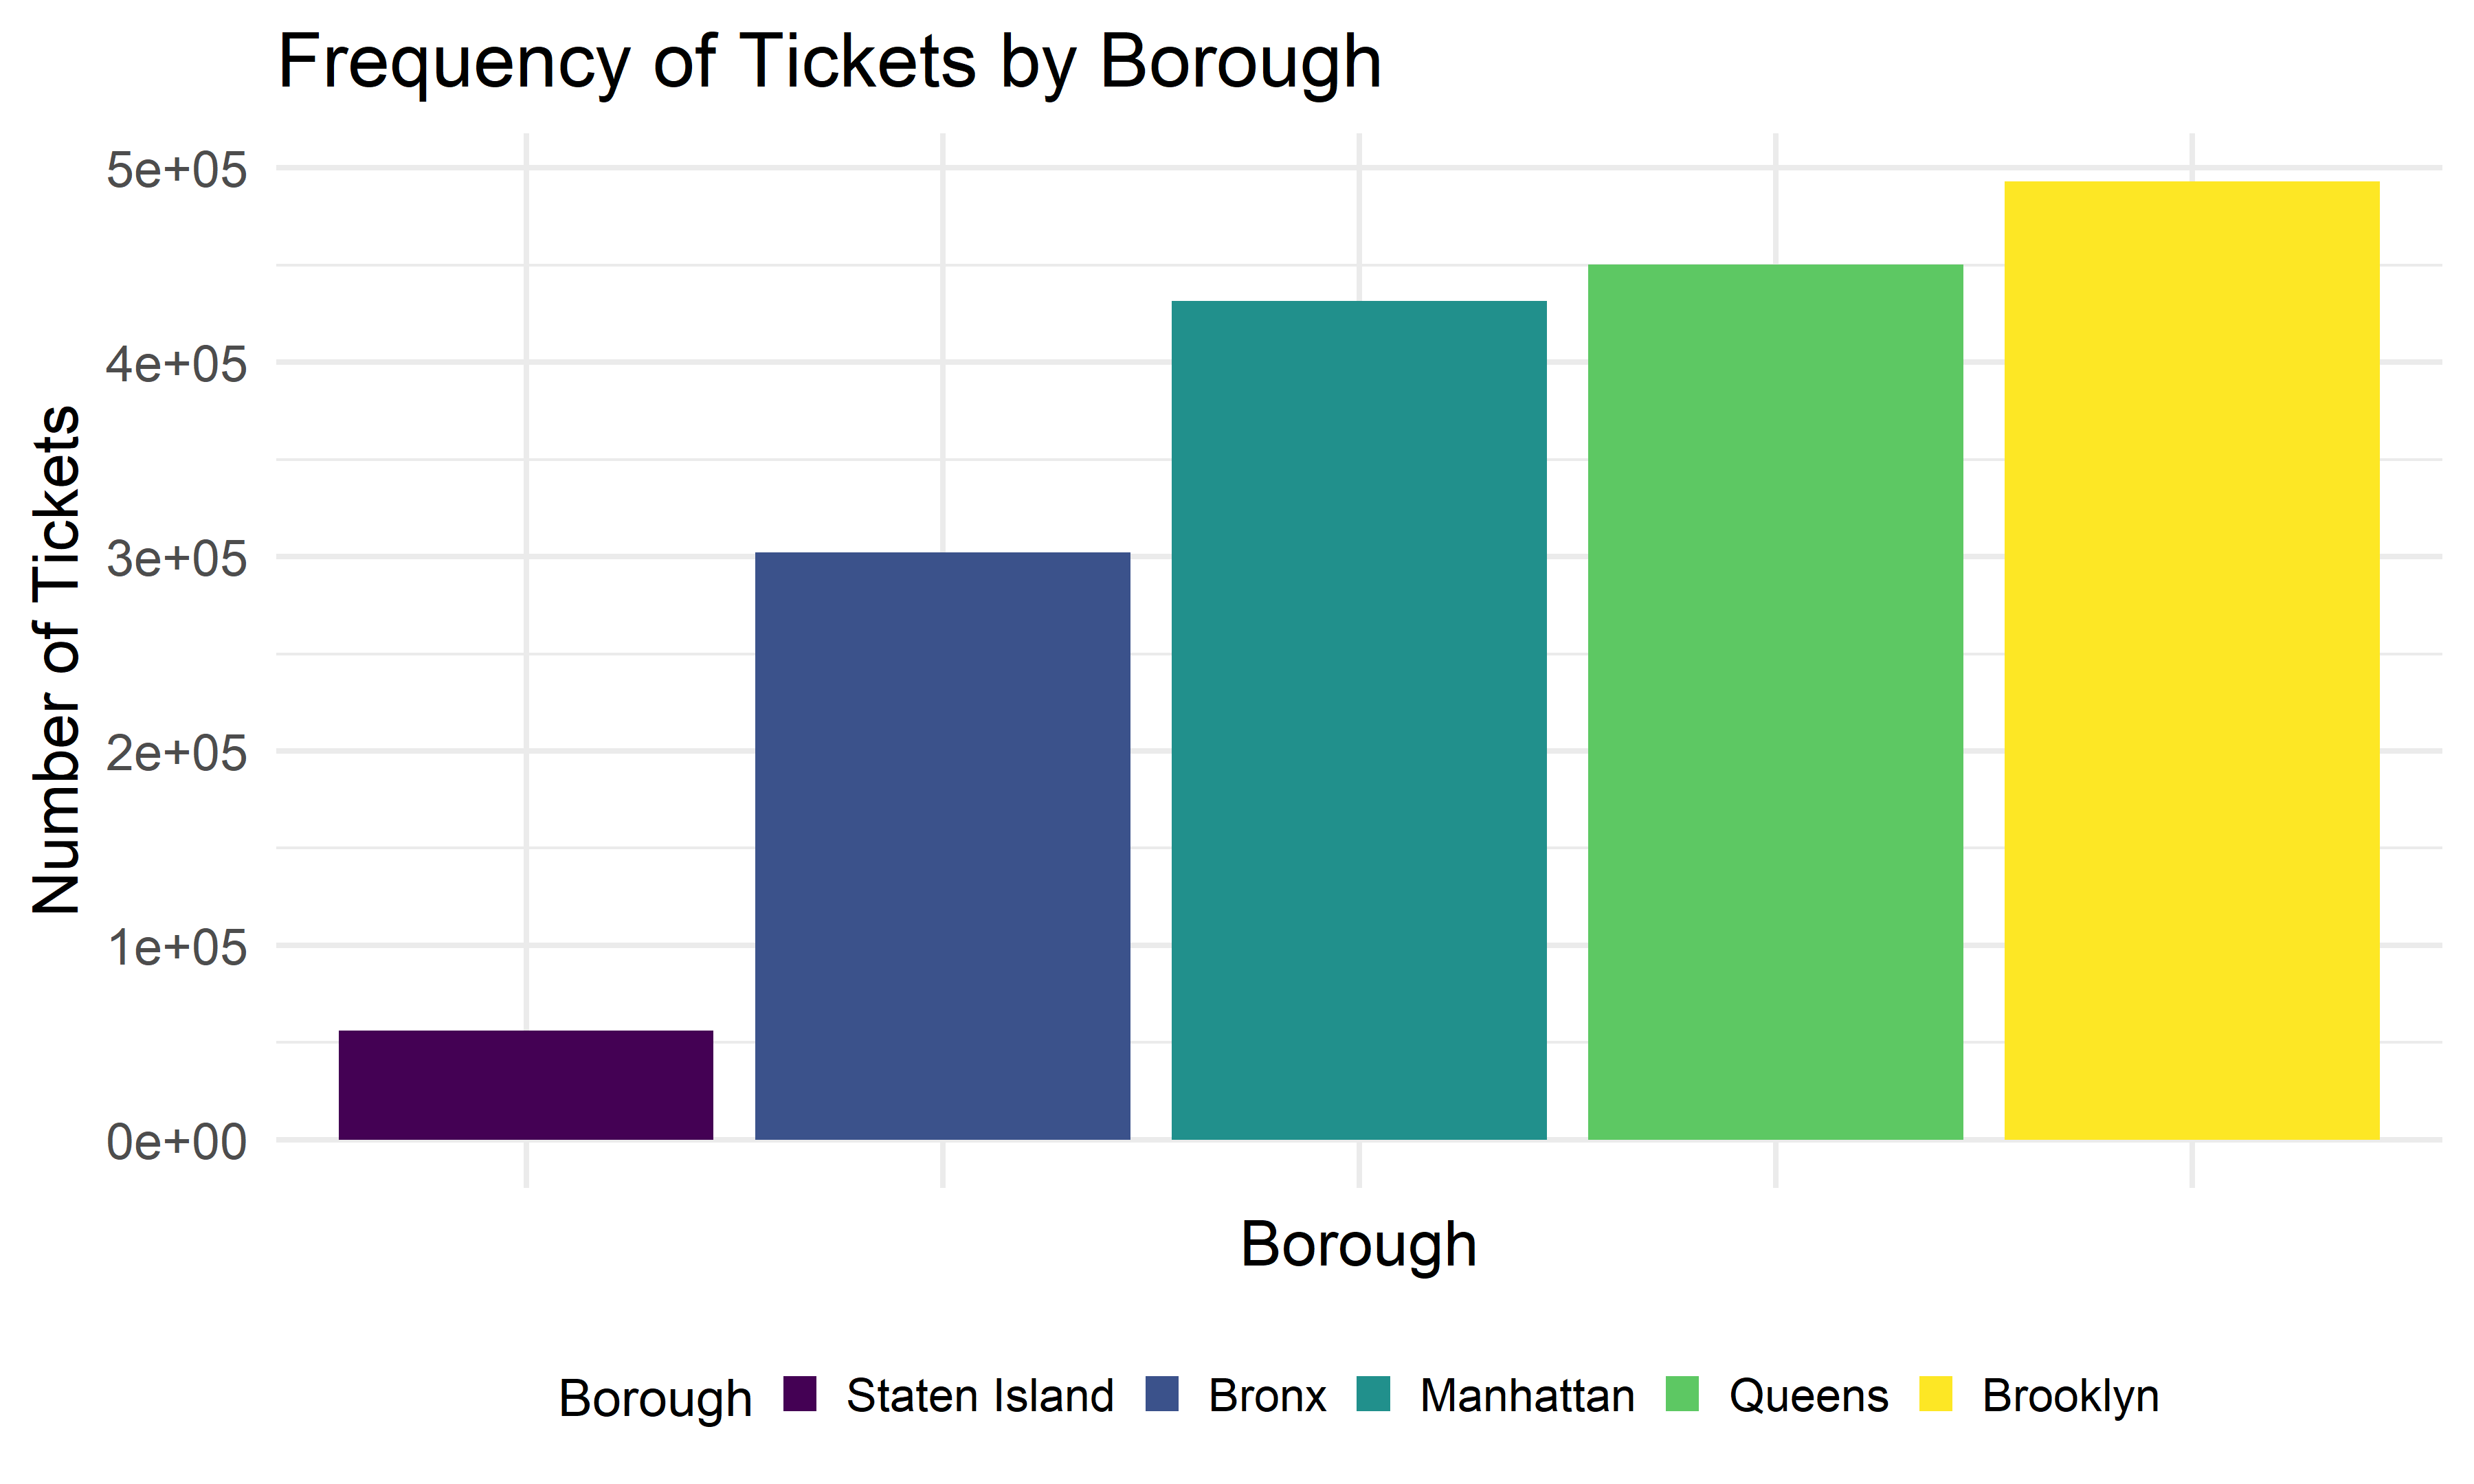 Frequency of Tickets by Borough
5e+05
4e+05
3e+05
2e+05
1e+05
0e+00
Number of Tickets
Borough
Borough Staten Island Bronx Manhattan Queens Brooklyn